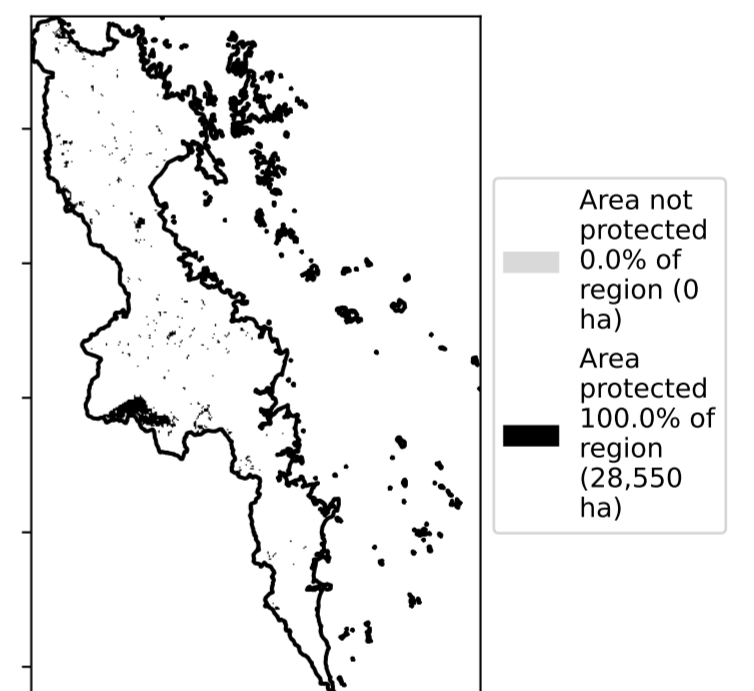 Area not
protected
0.0% of
region (0
ha)
Area
protected
100.0% of
region
(28,550
ha)